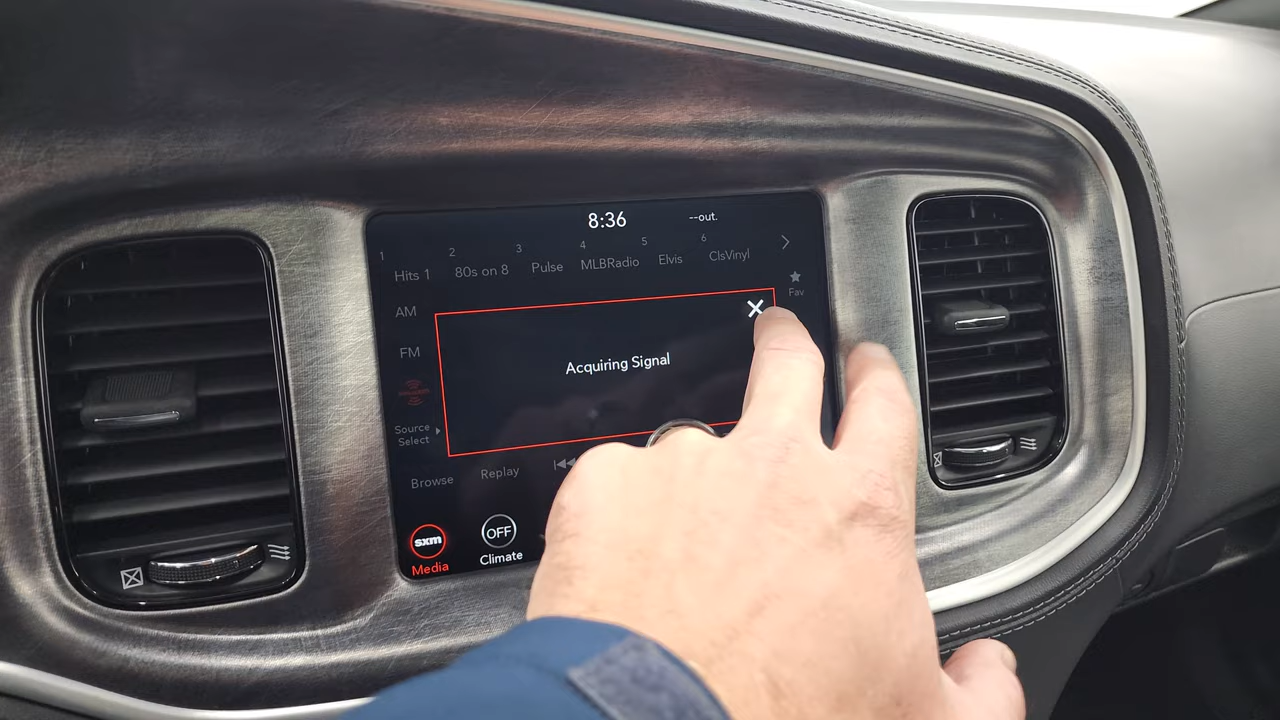 8:36
--out.
1
2
3
4
5
6
Hits 1
80s on 8
Pulse
MLBRadio
Elvis
ClsVinyl
Fav
AM
FM
Acquiring Signal
Source
Select
Browse
Replay
sxm
Media
OFF
Climate